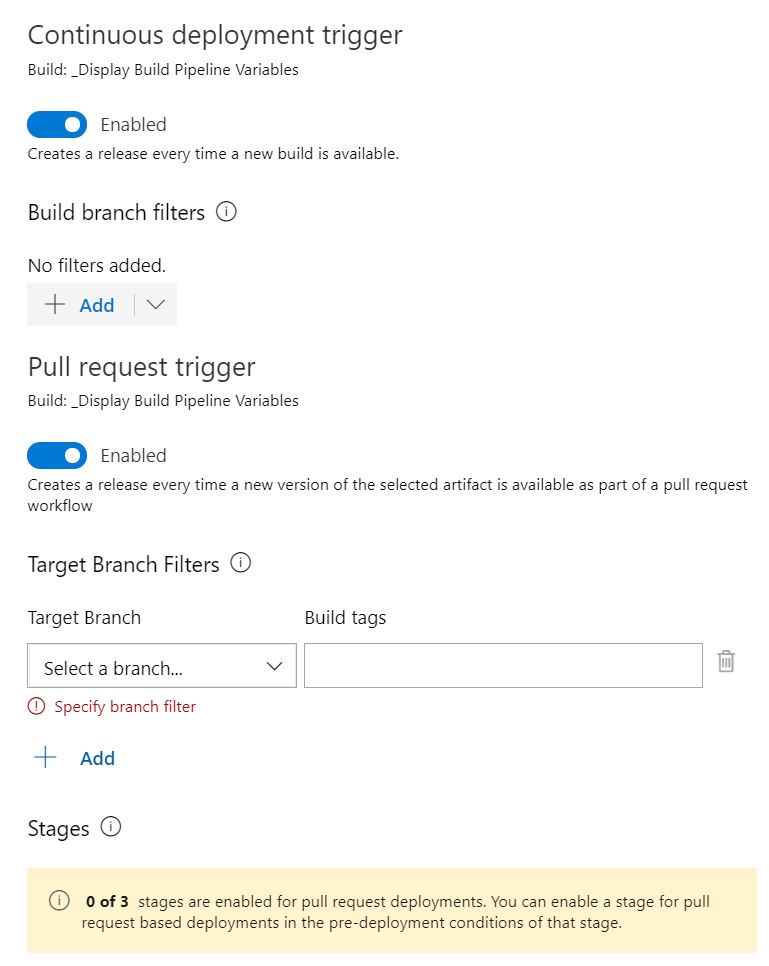 Continuous deployment trigger
Build: _Display Build Pipeline Variables
Enabled
Creates a release every time a new build is available.
Build branch filters
No filters added.
Add
Pull request trigger
Build: _Display Build Pipeline Variables
Enabled
Creates a release every time a new version of the selected artifact is available as part of a pull request
workflow
Target Branch Filters
Target Branch Build tags
Select a branch...
Specify branch filter
Add
Stages
0 of 3 stages are enabled for pull request deployments. You can enable a stage for pull
request based deployments in the pre-deployment conditions of that stage.